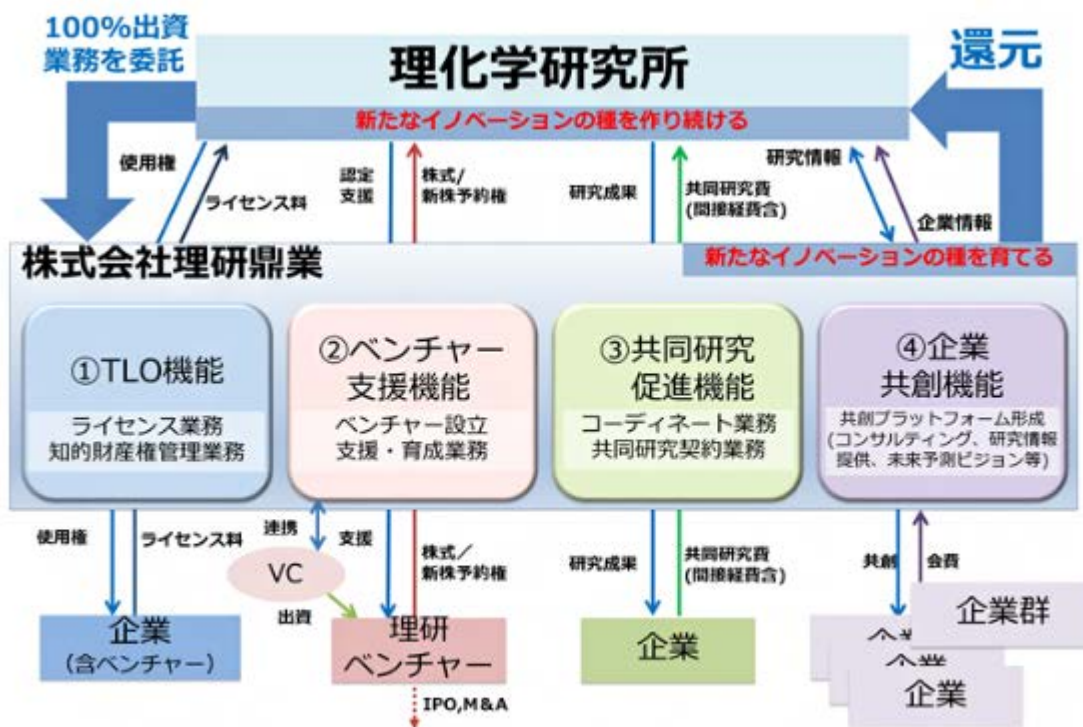 100%出資
業務を委託
理化学研究所
還元
新たなイノベーションの種を作り続ける
使用権
ライセンス料
認定
支援
株式/
新株予約権
研究成果
共同研究費
(間接経費含)
研究情報
企業情報
株式会社理研鼎業
新たなイノベーションの種を育てる
①TLO機能
ライセンス業務
知的財産権管理業務
②ベンチャー
支援機能
ベンチャー設立
支援・育成業務
③共同研究
促進機能
コーディネート業務
共同研究契約業務
④企業
共創機能
共創プラットフォーム形成
(コンサルティング、研究情報
提供、未来予測ビジョン等)
使用権
ライセンス料
連携
VC
出資
支援
株式／
新株予約権
研究成果
共同研究費
(間接経費含)
共創
会費
企業
（含ベンチャー）
理研
ベンチャー
IPO,M&A
企業
企業群
企業
企業
企業